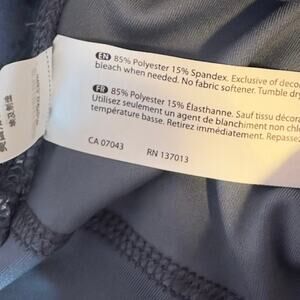 EN 85% Polyester 15% Spandex. Exclusive of deco
bleach when needed. No fabric softener. Tumble dry
FR 85% Polyester 15% Élasthanne. Sauf tissu décora
Utilisez seulement un agent de blanchiment non chl
température basse. Retirez immédiatement. Repasse
CA 07043 RN 137013